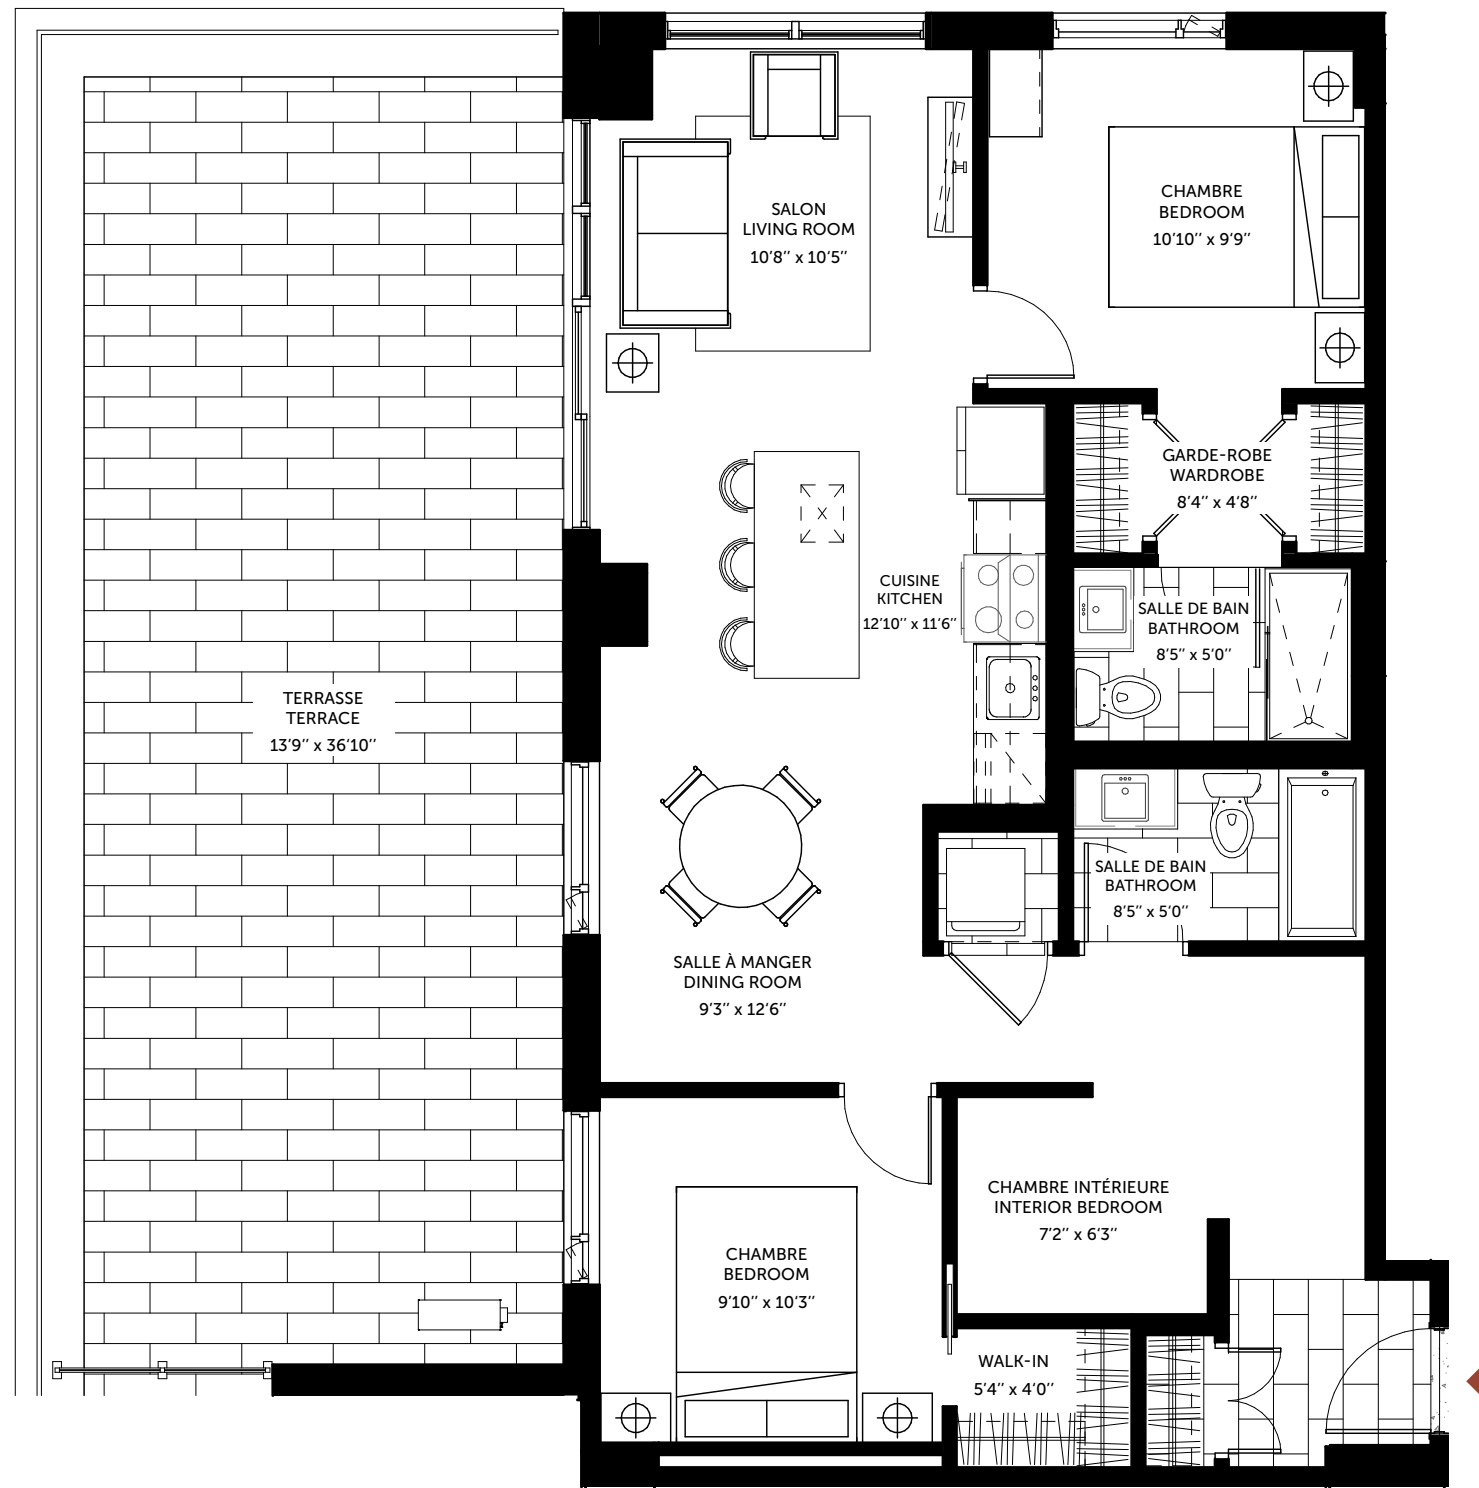 SALON
LIVING ROOM
10'8'' x 10'5''
CHAMBRE
BEDROOM
10'10'' x 9'9''
GARDE-ROBE
WARDROBE
8'4'' x 4'8''
CUISINE
KITCHEN
12'10'' x 11'6''
SALLE DE BAIN
BATHROOM
8'5'' x 5'0''
TERRASSE
TERRACE
13'9'' x 36'10''
SALLE DE BAIN
BATHROOM
8'5'' x 5'0''
SALLE À MANGER
DINING ROOM
9'3'' x 12'6''
CHAMBRE INTÉRIEURE
INTERIOR BEDROOM
7'2'' x 6'3''
CHAMBRE
BEDROOM
9'10'' x 10'3''
WALK-IN
5'4'' x 4'0''